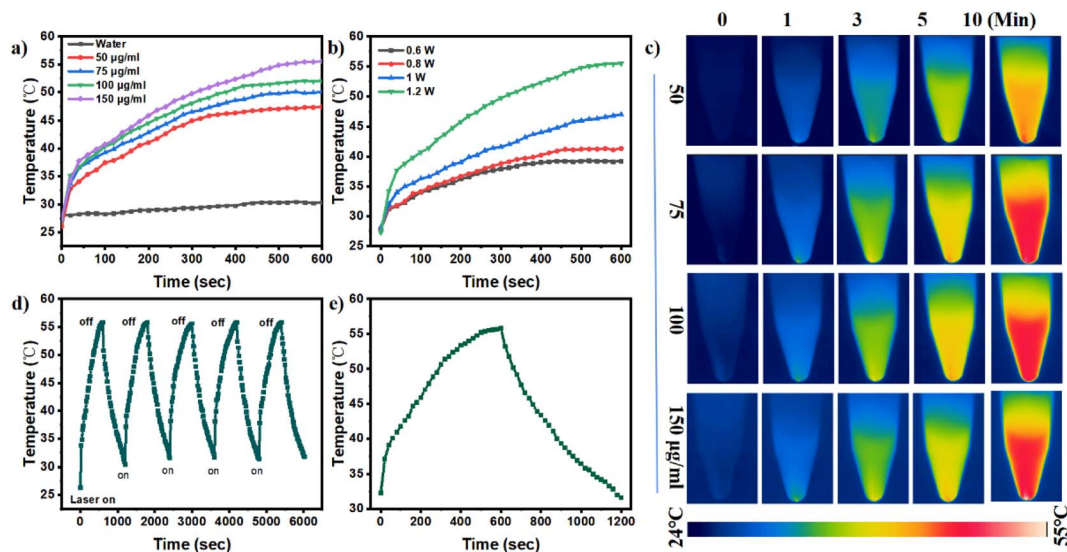 a)
Water
50 μg/ml
75 μg/ml
100 μg/ml
150 μg/ml
Temperature (℃)
60
55
50
45
40
35
30
25
0 100 200 300 400 500 600
Time (sec)
b)
0.6 W
0.8 W
1 W
1.2 W
Temperature (℃)
60
55
50
45
40
35
30
25
0 100 200 300 400 500 600
Time (sec)
c)
0 1 3 5 10 (Min)
50
75
100
150 μg/ml
24°C
55°C
d)
off off off off off
on on on on
Laser on
Temperature (℃)
60
55
50
45
40
35
30
25
0 1000 2000 3000 4000 5000 6000
Time (sec)
e)
Temperature (℃)
60
55
50
45
40
35
30
0 200 400 600 800 1000 1200
Time (sec)